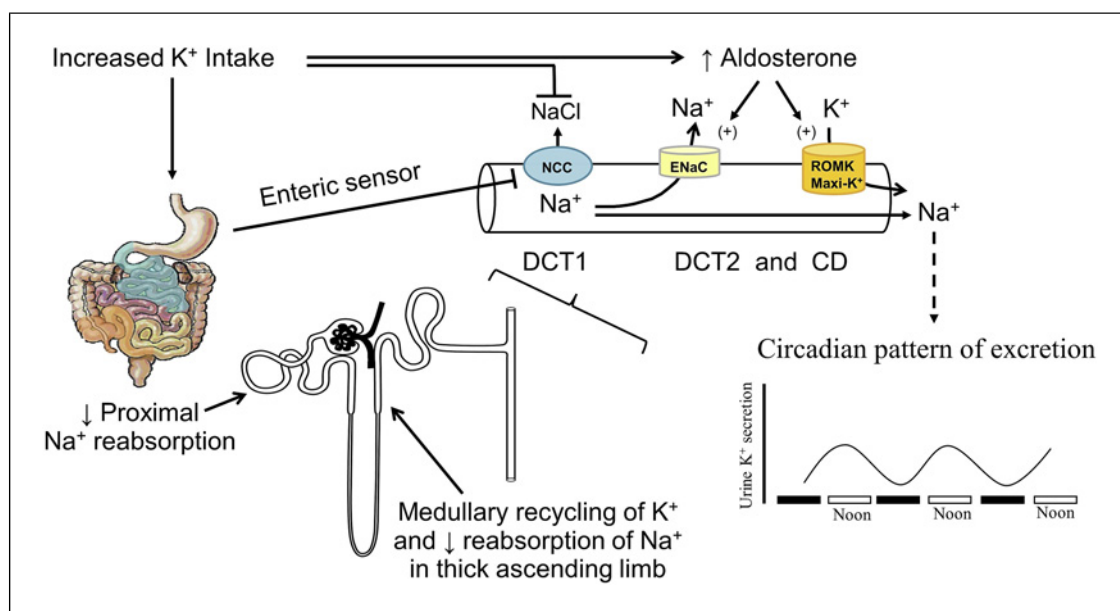 Increased K⁺ Intake
↑ Aldosterone
NaCl
Na⁺
(+)
(+)
K⁺
NCC
ENaC
ROMK
Maxi-K⁺
Enteric sensor
Na⁺
Na⁺
DCT1
DCT2 and CD
↓ Proximal
Na⁺ reabsorption
Medullary recycling of K⁺
and ↓ reabsorption of Na⁺
in thick ascending limb
Circadian pattern of excretion
Urine K⁺ secretion
Noon
Noon
Noon